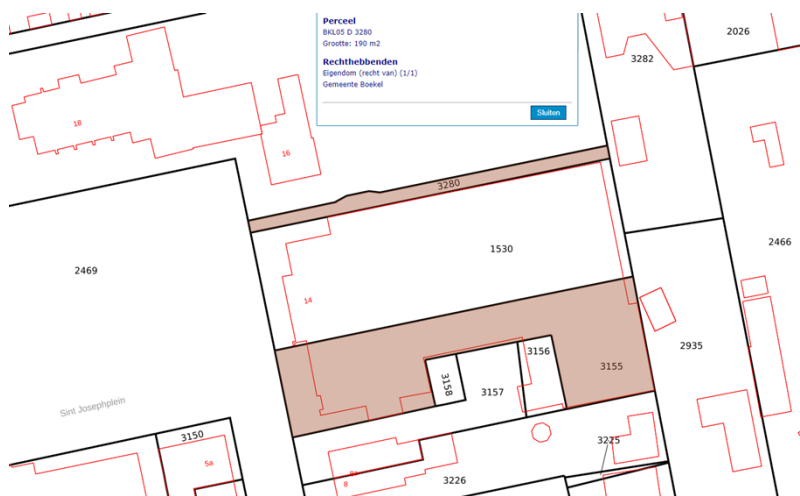 Perceel
BKL05 D 3280
Grootte: 190 m2
Rechthebbenden
Eigendom (recht van) (1/1)
Gemeente Boekel
Sluiten
2026
3282
18
16
3280
1530
2469
2466
14
2935
3156
3155
3158
3157
Sint Josephplein
3150
5a
3225
3226
8